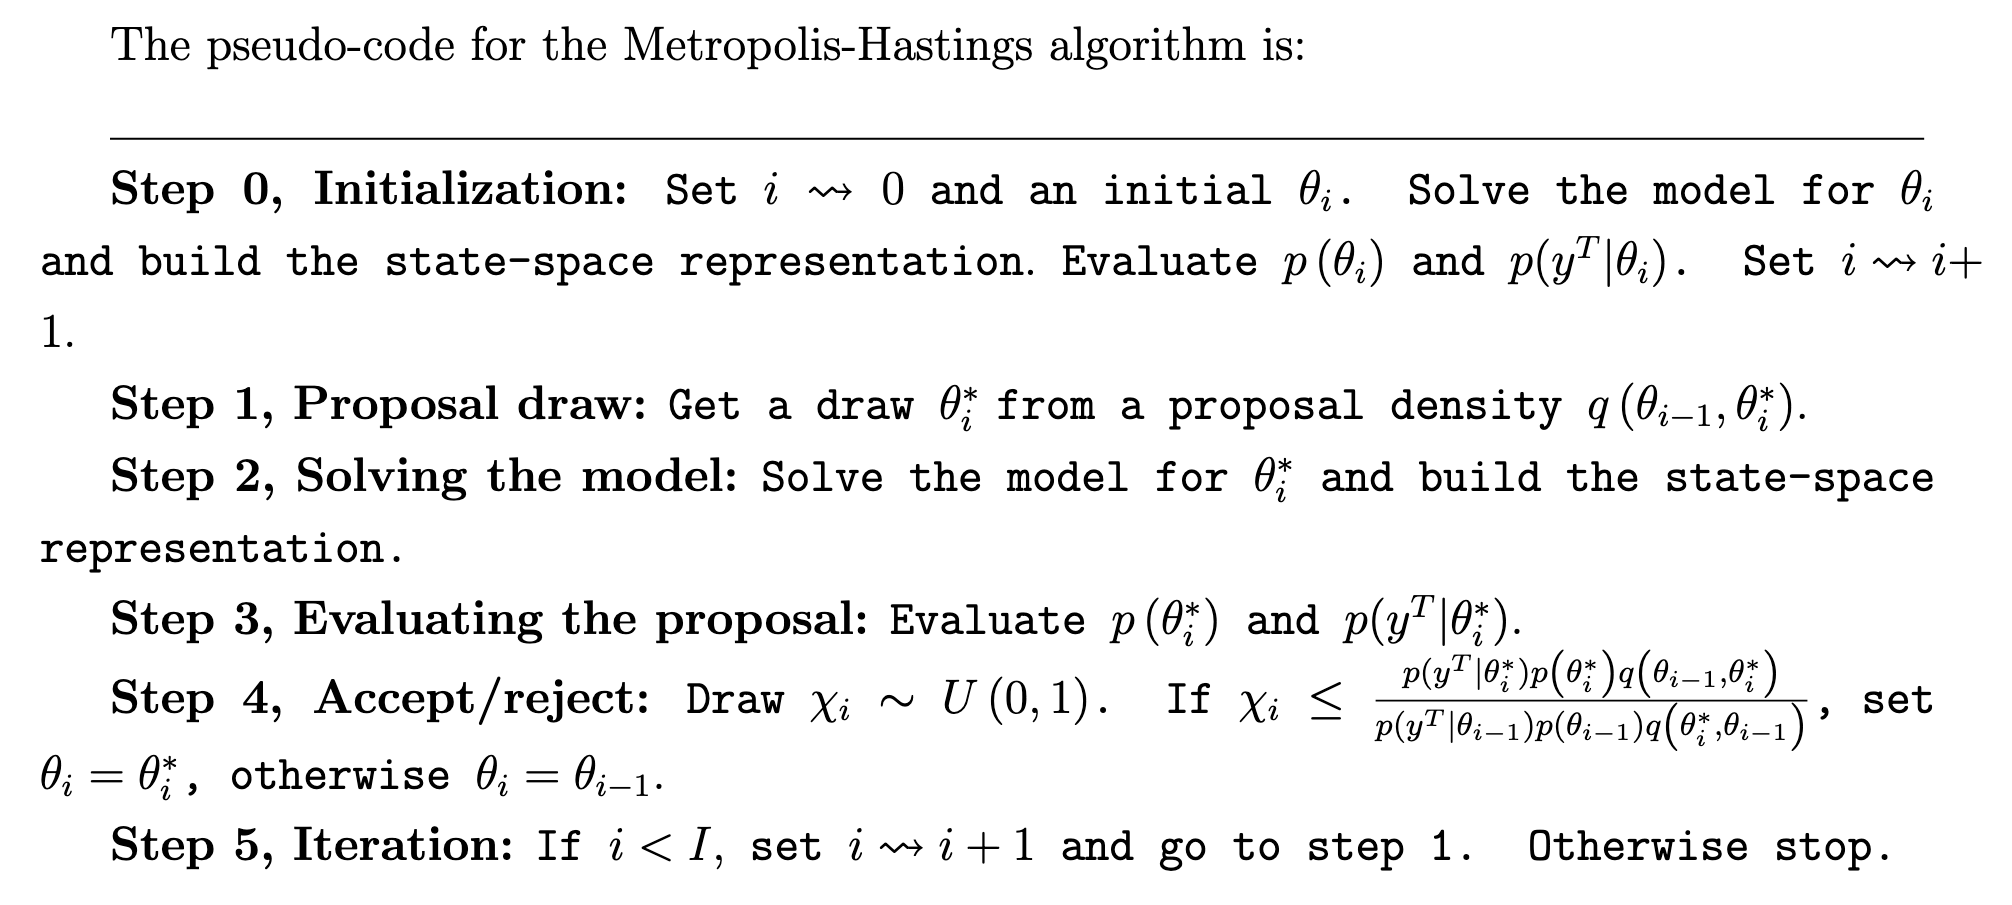 The pseudo-code for the Metropolis-Hastings algorithm is:
Step 0, Initialization: Set $i \rightsquigarrow 0$ and an initial $\theta_i$. Solve the model for $\theta_i$
and build the state-space representation. Evaluate $p(\theta_i)$ and $p(y^T|\theta_i)$. Set $i \rightsquigarrow i+$
1.
Step 1, Proposal draw: Get a draw $\theta_i^*$ from a proposal density $q(\theta_{i-1}, \theta_i^*)$.
Step 2, Solving the model: Solve the model for $\theta_i^*$ and build the state-space
representation.
Step 3, Evaluating the proposal: Evaluate $p(\theta_i^*)$ and $p(y^T|\theta_i^*)$.
Step 4, Accept/reject: Draw $\chi_i \sim U(0,1)$. If $\chi_i \leq \frac{p(y^T|\theta_i^*)p(\theta_i^*)q(\theta_{i-1},\theta_i^*)}{p(y^T|\theta_{i-1})p(\theta_{i-1})q(\theta_i^*,\theta_{i-1})}$, set
$\theta_i = \theta_i^*$, otherwise $\theta_i = \theta_{i-1}$.
Step 5, Iteration: If $i < I$, set $i \rightsquigarrow i+1$ and go to step 1. Otherwise stop.